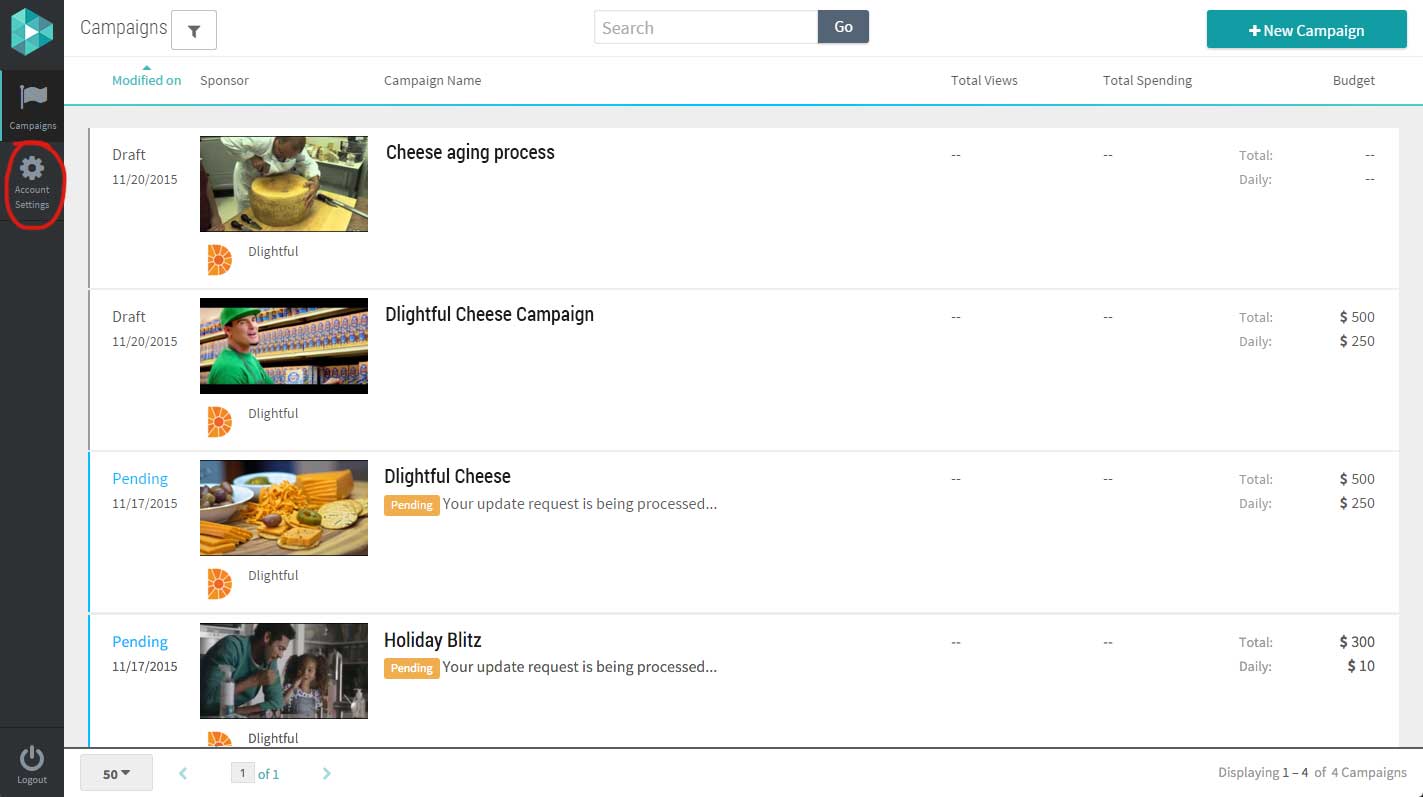 Campaigns
Search
Go
+ New Campaign
Modified on Sponsor Campaign Name Total Views Total Spending Budget
Campaigns
Account
Settings
Draft
11/20/2015
Cheese aging process
-- --
Total: --
Daily: --
Dlightful
Draft
11/20/2015
Dlightful Cheese Campaign
-- --
Total: $ 500
Daily: $ 250
Dlightful
Pending
11/17/2015
Dlightful Cheese
Pending Your update request is being processed...
-- --
Total: $ 500
Daily: $ 250
Dlightful
Pending
11/17/2015
Holiday Blitz
Pending Your update request is being processed...
-- --
Total: $ 300
Daily: $ 10
Dlightful
Logout
50
1 of 1
Displaying 1 – 4 of 4 Campaigns